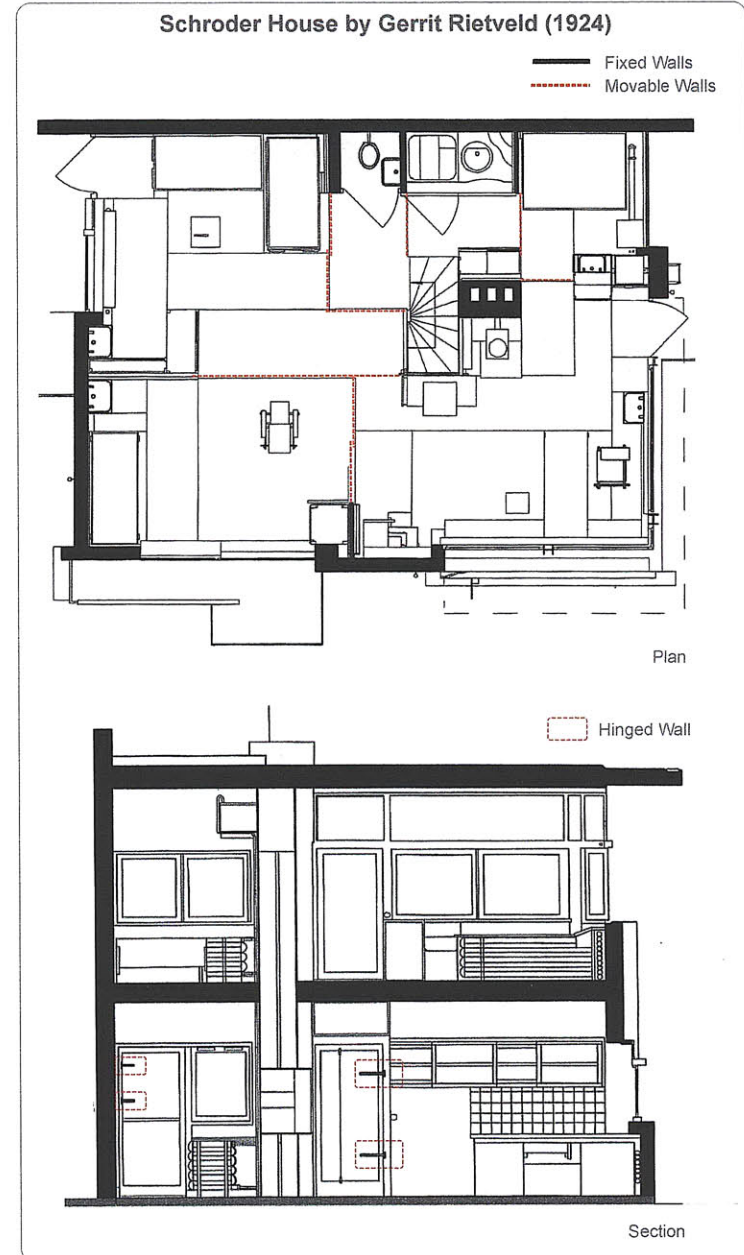 Schroder House by Gerrit Rietveld (1924)
Fixed Walls
Movable Walls
Plan
Hinged Wall
Section